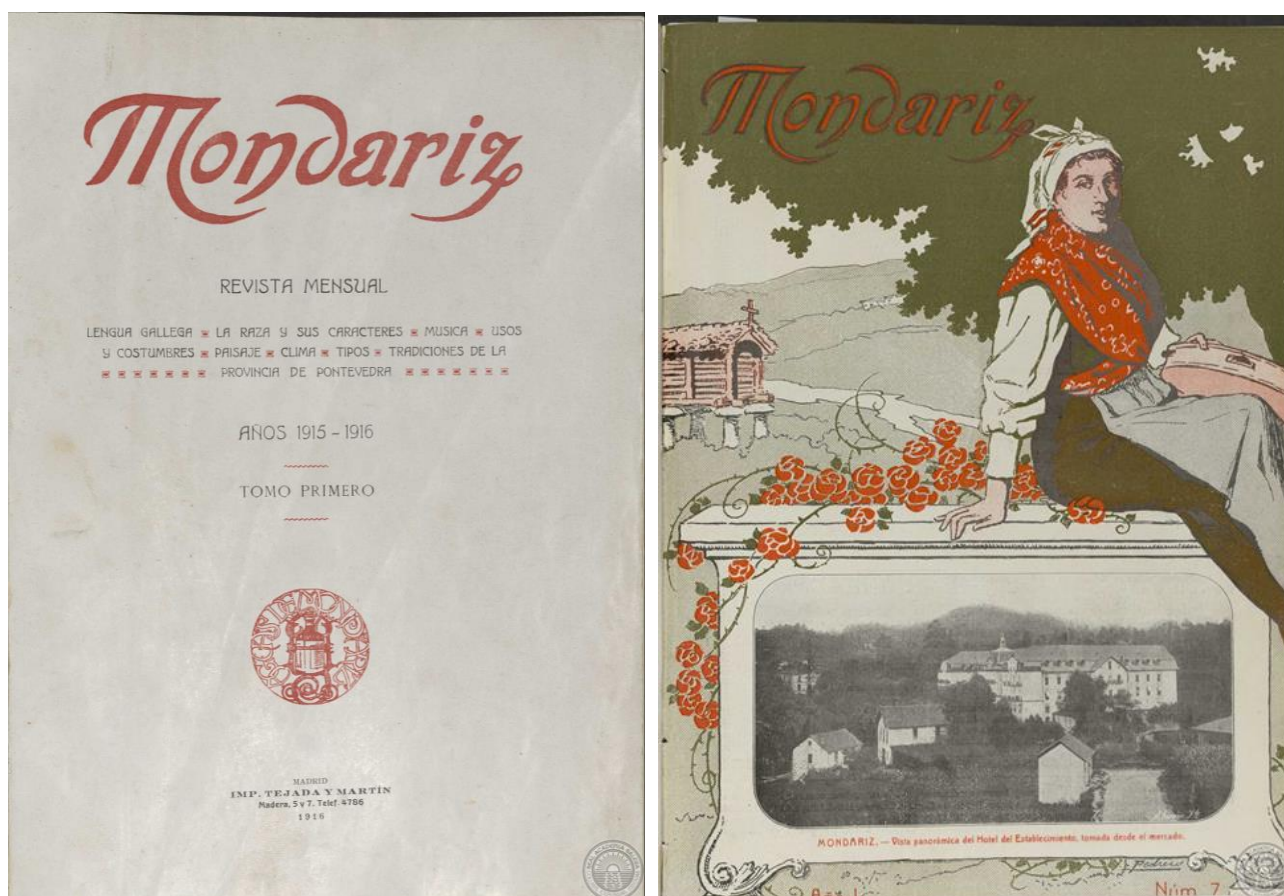 Mondariz
REVISTA MENSUAL
LENGUA GALLEGA LA RAZA Y SUS CARACTERES MUSICA USOS
Y COSTUMBRES PAISAJE CLIMA TIPOS TRADICIONES DE LA
PROVINCIA DE PONTEVEDRA
AÑOS 1915 – 1916
TOMO PRIMERO
MADRID
IMP. TEJADA Y MARTÍN
Madera, 5 y 7. Telef. 4786
1916
Mondariz
MONDARIZ. — Vista panorámica del Hotel del Establecimiento, tomada desde el mercado.
Núm. 7